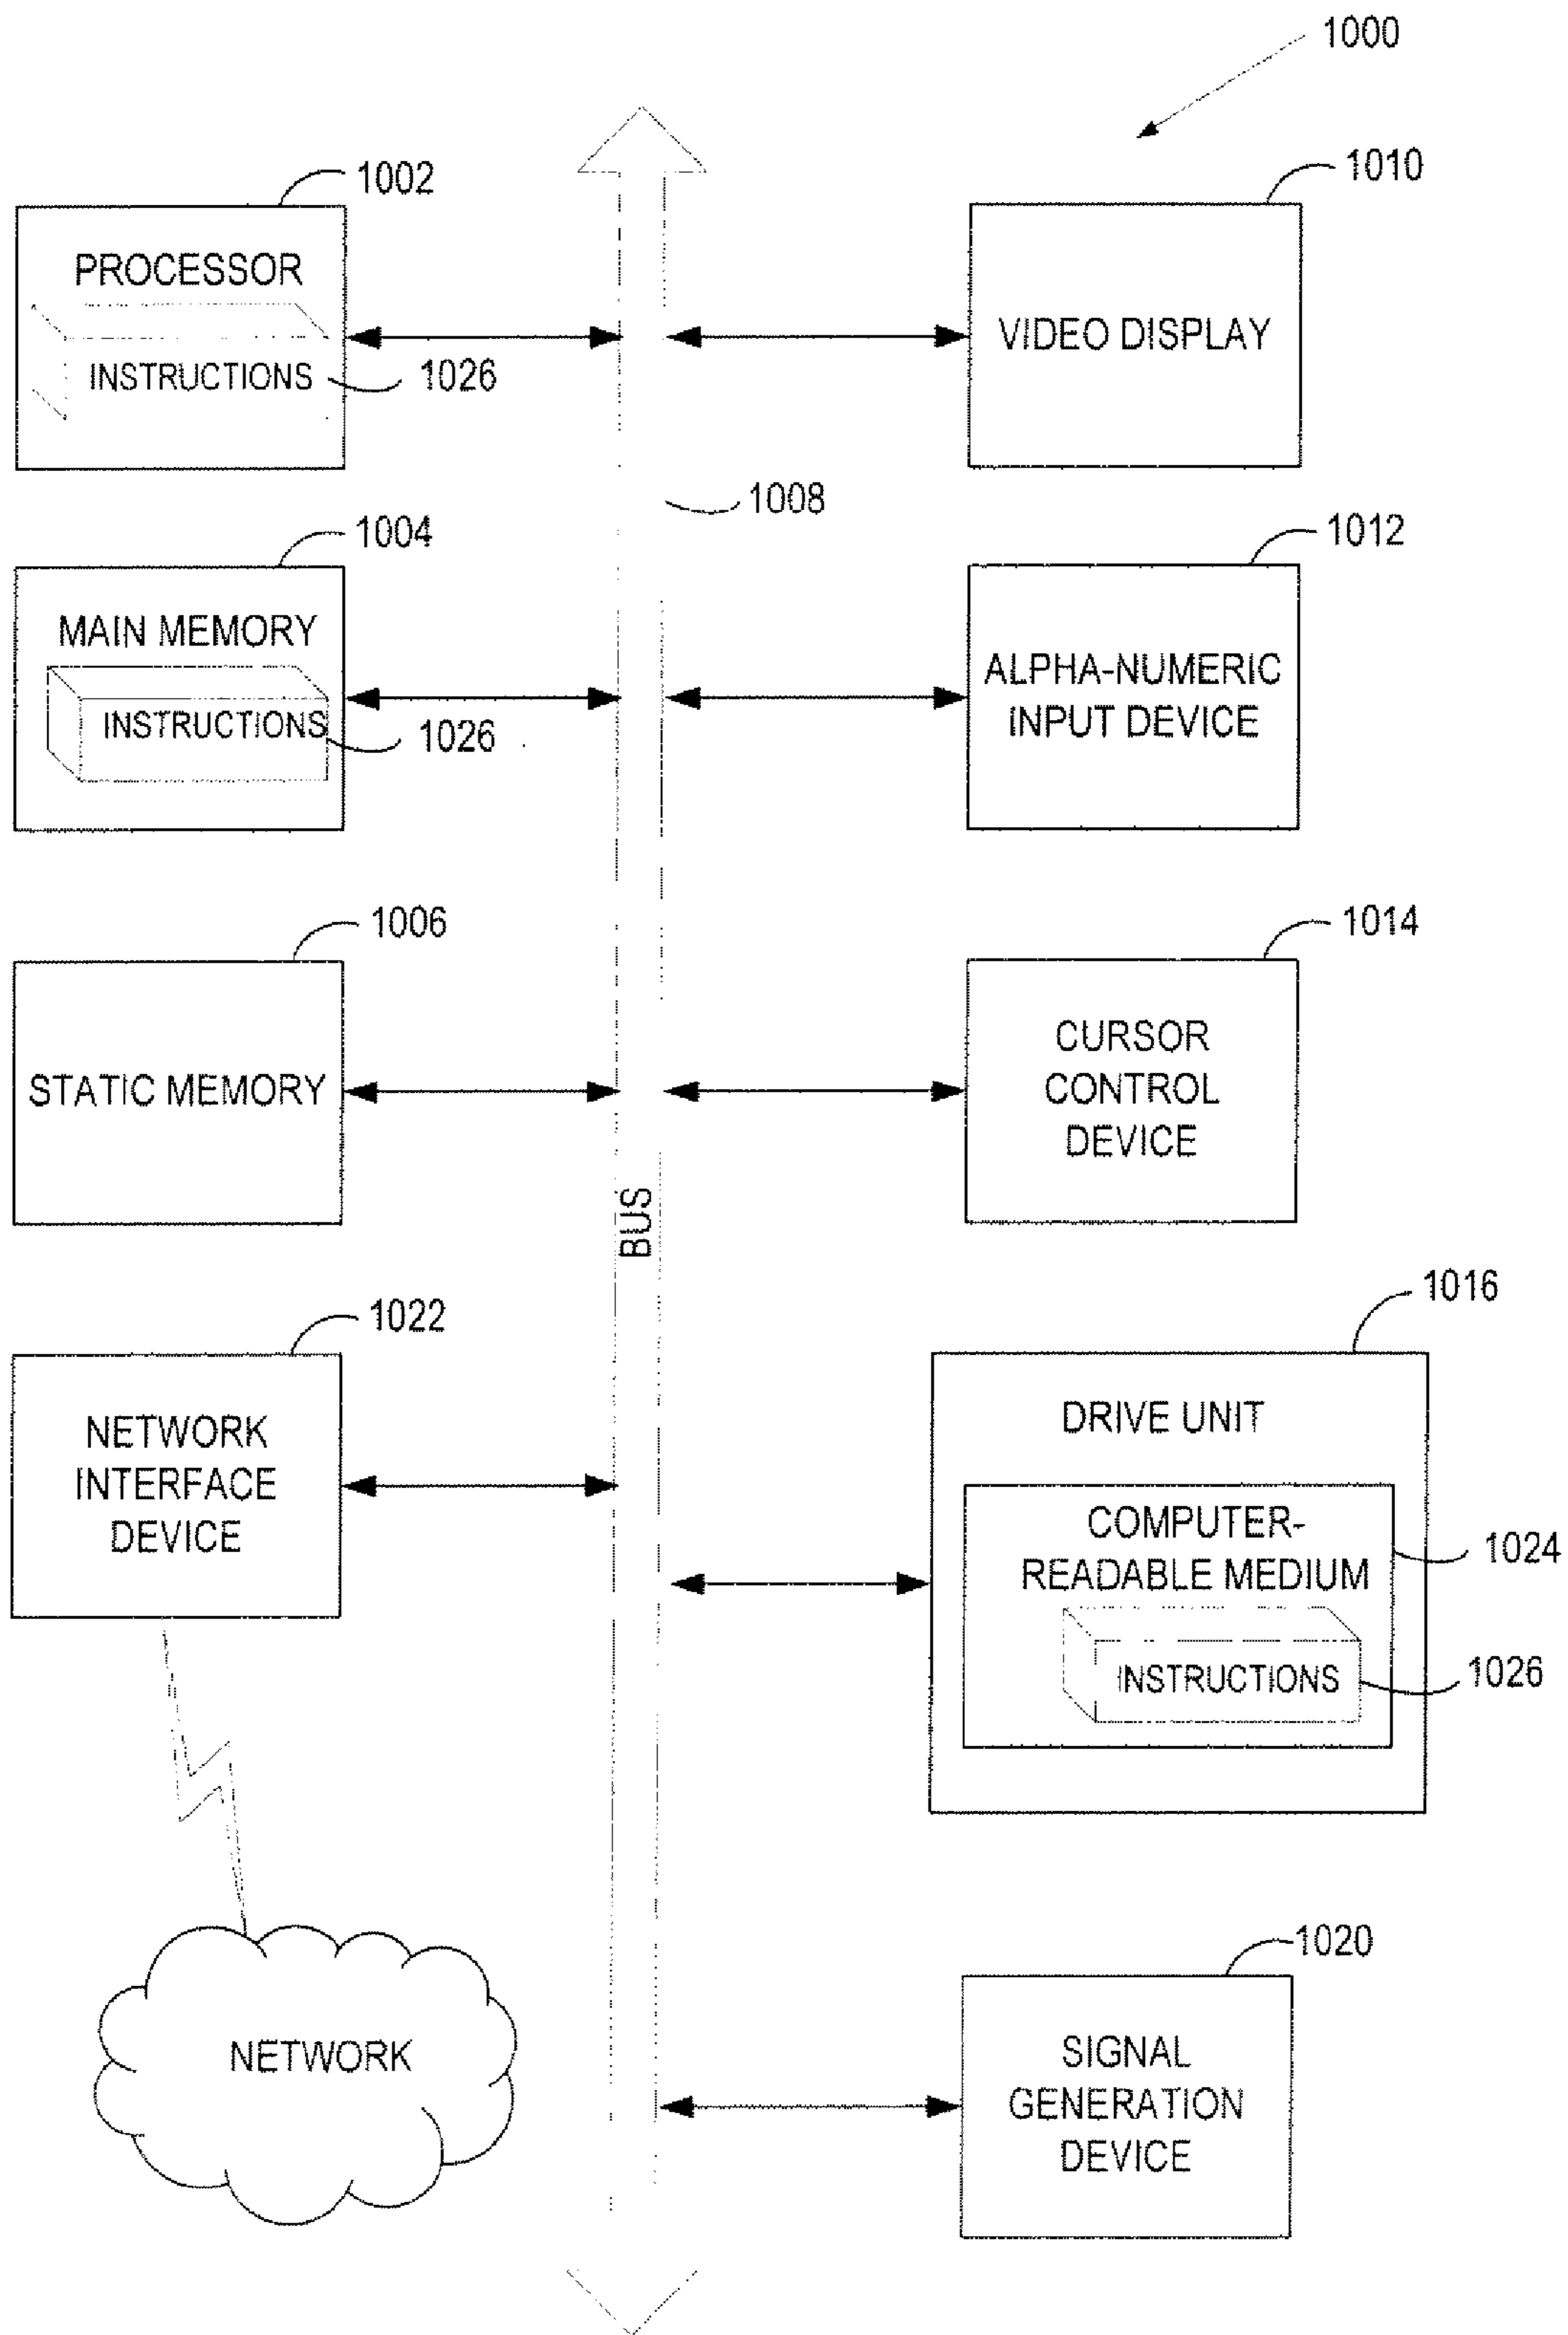 1000
1002
PROCESSOR
INSTRUCTIONS
1026
1010
VIDEO DISPLAY
1008
1004
MAIN MEMORY
INSTRUCTIONS
1026
1012
ALPHA-NUMERIC
INPUT DEVICE
1006
STATIC MEMORY
1014
CURSOR
CONTROL
DEVICE
BUS
1022
NETWORK
INTERFACE
DEVICE
1016
DRIVE UNIT
COMPUTER-
READABLE MEDIUM
1024
INSTRUCTIONS
1026
NETWORK
1020
SIGNAL
GENERATION
DEVICE